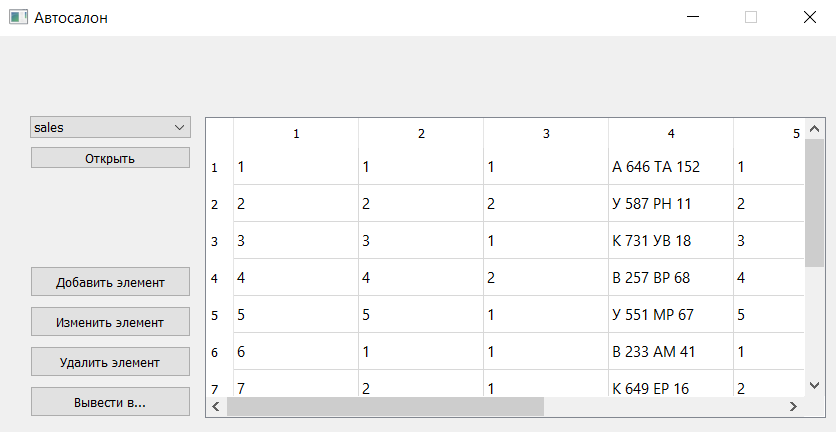 Автосалон
sales
Открыть
Добавить элемент
Изменить элемент
Удалить элемент
Вывести в...
1 2 3 4 5
1 1 1 1 А 646 ТА 152 1
2 2 2 2 У 587 РН 11 2
3 3 3 1 К 731 УВ 18 3
4 4 4 2 В 257 ВР 68 4
5 5 5 1 У 551 МР 67 5
6 6 1 1 В 233 АМ 41 1
7 7 2 1 К 649 ЕР 16 2